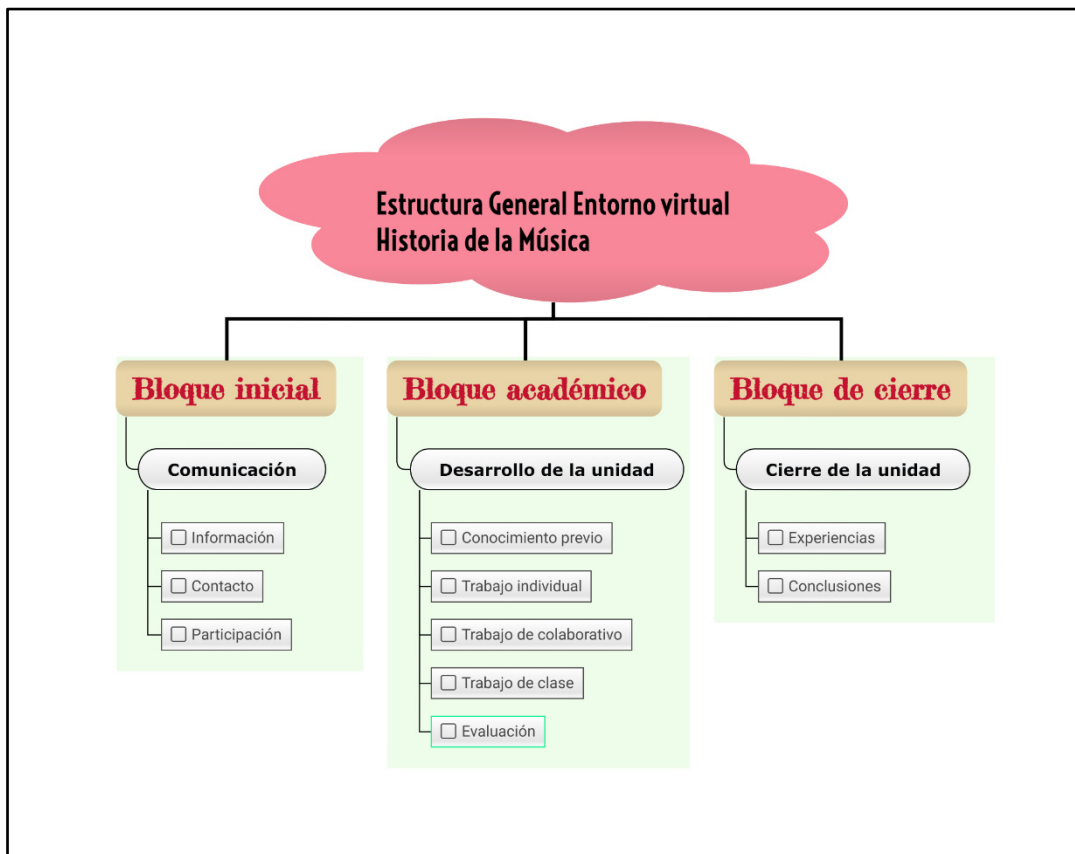 Estructura General Entorno virtual
Historia de la Música
Bloque inicial
Comunicación
Información
Contacto
Participación
Bloque académico
Desarrollo de la unidad
Conocimiento previo
Trabajo individual
Trabajo de colaborativo
Trabajo de clase
Evaluación
Bloque de cierre
Cierre de la unidad
Experiencias
Conclusiones